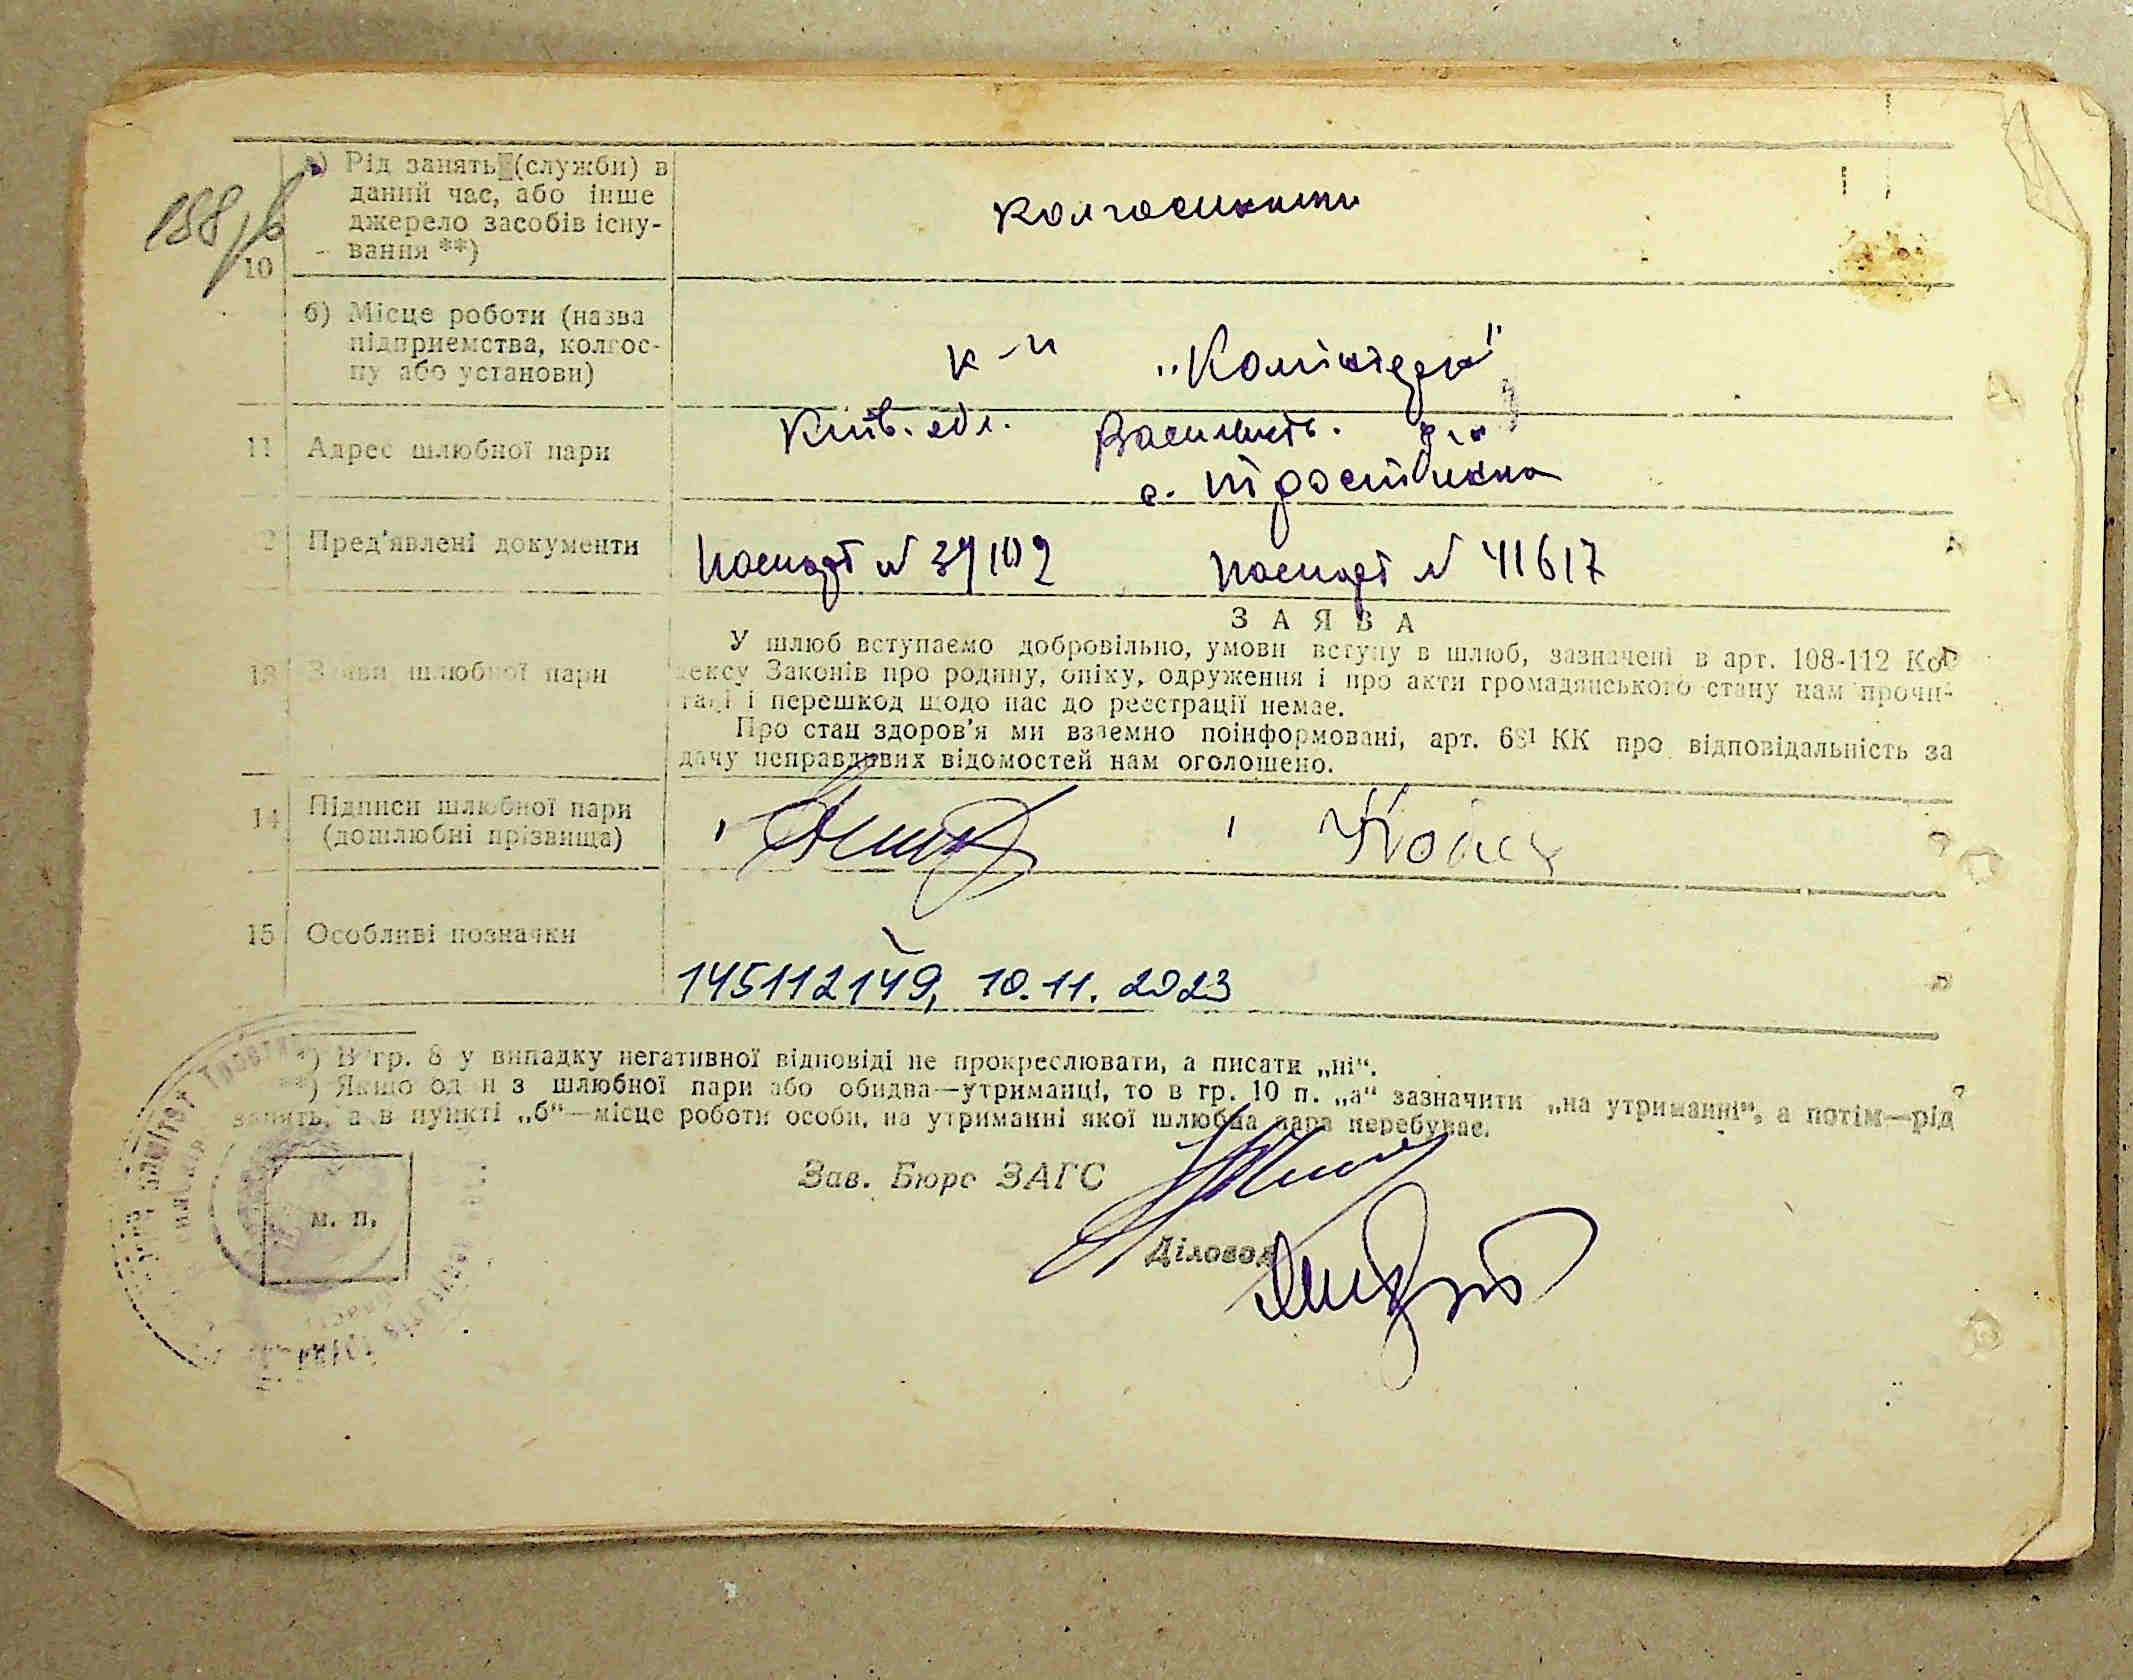 188 зв
а) Рід занять (служби) в
даний час, або інше
джерело засобів існу-
вання **)
колгоспники
10
б) Місце роботи (назва
підприємства, колгос-
пу або установи)
к-п „Комінтерн"
11 Адрес шлюбної пари
Київ. обл. Васильків. р-н
с. Тростинка
2 Пред'явлені документи
Паспорт № Паспорт № 41617
13 Заяви шлюбної пари
ЗАЯВА
У шлюб вступаємо добровільно, умови вступу в шлюб, зазначені в арт. 108-112 Код
ексу Законів про родину, опіку, одруження і про акти громадянського стану нам прочи-
тані і перешкод щодо нас до реєстрації немає.
Про стан здоров'я ми взаємно поінформовані, арт. 68¹ КК про відповідальність за
дачу неправдивих відомостей нам оголошено.
14 Підписи шлюбної пари
(дошлюбні прізвища)
15 Особливі позначки
145112149, 10.11.2023
*) В гр. 8 у випадку негативної відповіді не прокреслювати, а писати „ні".
**) Якщо один з шлюбної пари або обидва—утриманці, то в гр. 10 п. „а" зазначити „на утриманні", а потім—рід
занять, а в пункті „б"—місце роботи особи, на утриманні якої шлюбна пара перебуває.
Зав. Бюро ЗАГС
м. п.
Діловод